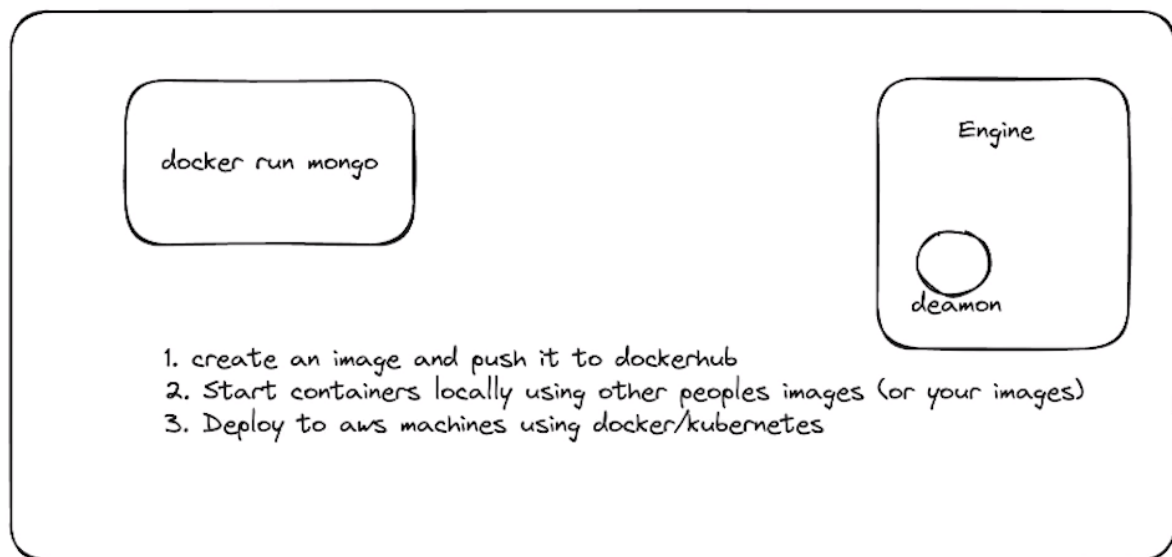 docker run mongo
Engine
deamon
1. create an image and push it to dockerhub
2. Start containers locally using other peoples images (or your images)
3. Deploy to aws machines using docker/kubernetes